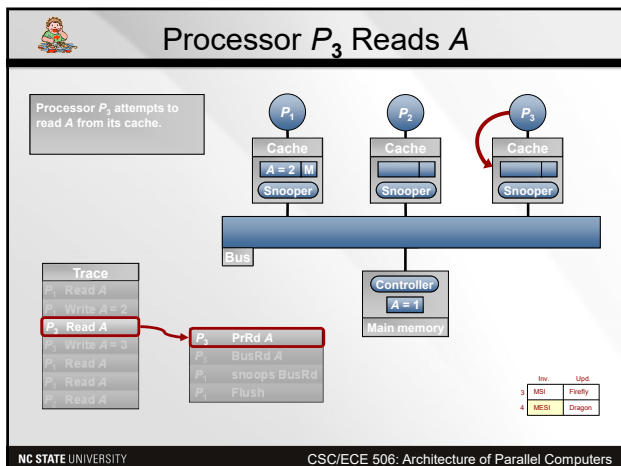 Processor P3 Reads A
Processor P3 attempts to
read A from its cache.
P1
P2
P3
Cache
Cache
Cache
A = 2 M
Snooper
Snooper
Snooper
Bus
Controller
A = 1
Main memory
Trace
P1 Read A
P1 Write A = 2
P3 Read A
P3 Write A = 3
P1 Read A
P3 Read A
P2 Read A
P3 PrRd A
P3 BusRd A
P1 snoops BusRd
P1 Flush
Inv. Upd.
3 MSI Firefly
4 MESI Dragon
NC STATE UNIVERSITY
CSC/ECE 506: Architecture of Parallel Computers